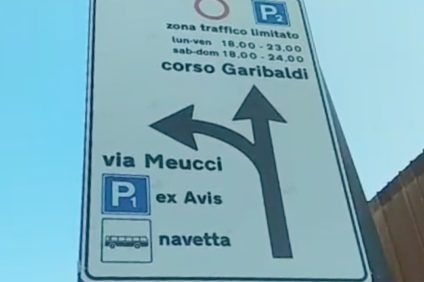 P2
zona traffico limitato
lun-ven 18,00 - 23,00
sab-dom 18,00 - 24,00
corso Garibaldi
via Meucci
P1 ex Avis
navetta